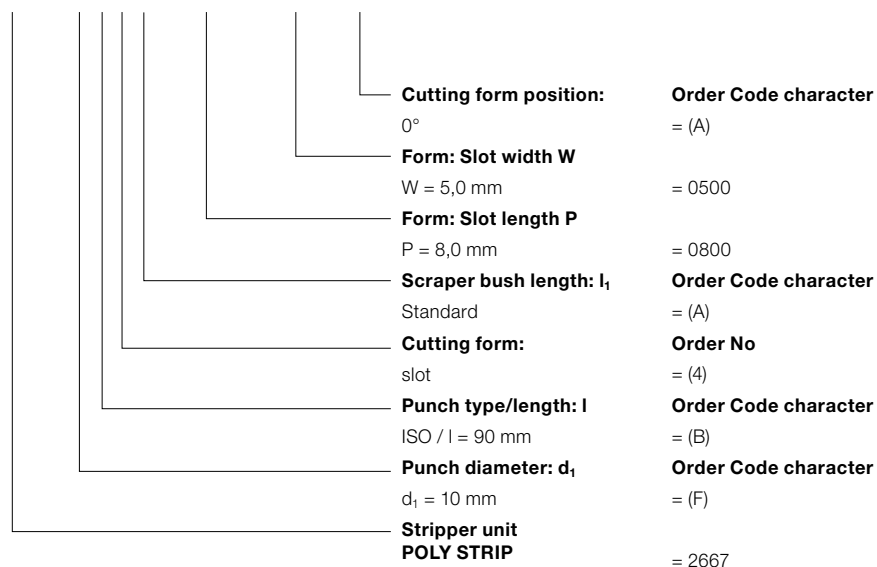 Cutting form position: Order Code character
0° = (A)
Form: Slot width W
W = 5,0 mm = 0500
Form: Slot length P
P = 8,0 mm = 0800
Scraper bush length: l₁ Order Code character
Standard = (A)
Cutting form: Order No
slot = (4)
Punch type/length: l Order Code character
ISO / l = 90 mm = (B)
Punch diameter: d₁ Order Code character
d₁ = 10 mm = (F)
Stripper unit
POLY STRIP = 2667